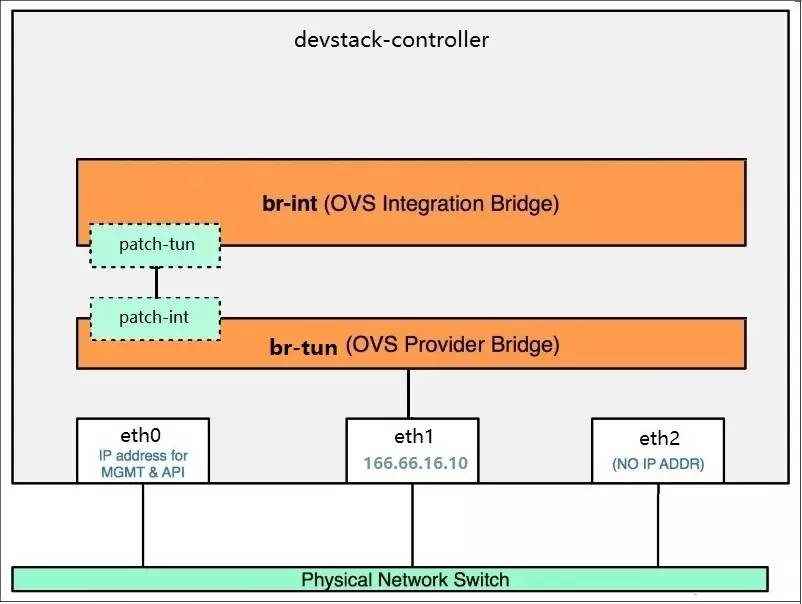 devstack-controller
br-int (OVS Integration Bridge)
patch-tun
patch-int
br-tun (OVS Provider Bridge)
eth0
IP address for
MGMT & API
eth1
166.66.16.10
eth2
(NO IP ADDR)
Physical Network Switch